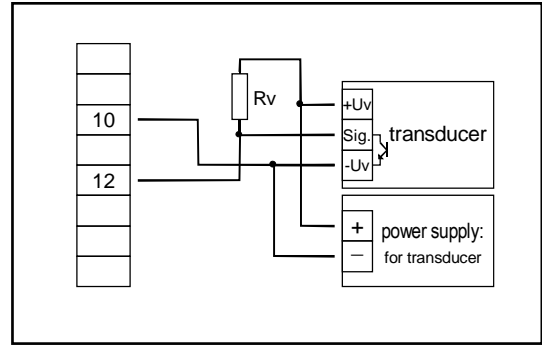 10
12
Rv
+Uv
Sig.
-Uv
transducer
+
−
power supply:
for transducer